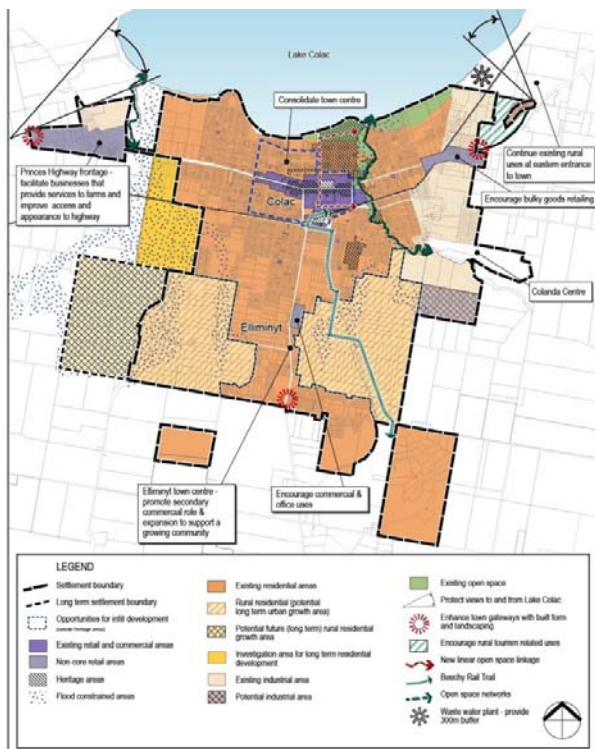 Lake Colac
Consolidate town centre
Continue existing rural
uses at eastern entrance
to town
Princes Highway frontage -
facilitate businesses that
provide services to farms and
improve access and
appearance to highway
Encourage bulky goods retailing
Colac
Colanda Centre
Elliminyt
Elliminyt town centre -
promote secondary
commercial role &
expansion to support a
growing community
Encourage commercial &
office uses
LEGEND
Settlement boundary
Long term settlement boundary
Opportunities for infill development
(outside heritage areas)
Existing retail and commercial areas
Non core retail areas
Heritage areas
Flood constrained areas
Existing residential areas
Rural residential (potential
long term urban growth area)
Potential future (long term) rural residential
growth area
Investigation area for long term residential
development
Existing industrial area
Potential industrial area
Existing open space
Protect views to and from Lake Colac
Enhance town gateways with built form
and landscaping
Encourage rural tourism related uses
New linear open space linkage
Beechy Rail Trail
Open space networks
Waste water plant - provide
300m buffer